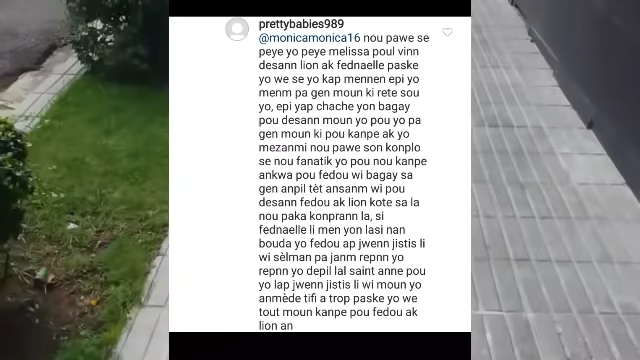 prettybabies989
@monicamonica16 nou pawe se
peye yo peye melissa poul vinn
desann lion ak fednaelle paske
yo we se yo kap mennen epi yo
menm pa gen moun ki rete sou
yo, epi yap chache yon bagay
pou desann moun yo pou yo pa
gen moun ki pou kanpe ak yo
mezanmi nou pawe son konplo
se nou fanatik yo pou nou kanpe
ankwa pou fedou wi bagay sa
gen anpil tèt ansanm wi pou
desann fedou ak lion kote sa la
nou paka konprann la, si
fednaelle li men yon lasi nan
bouda yo fedou ap jwenn jistis li
wi sèlman pa janm repnn yo
repnn yo depil lal saint anne pou
yo lap jwenn jistis li wi moun yo
anmède tifi a trop paske yo we
tout moun kanpe pou fedou ak
lion an